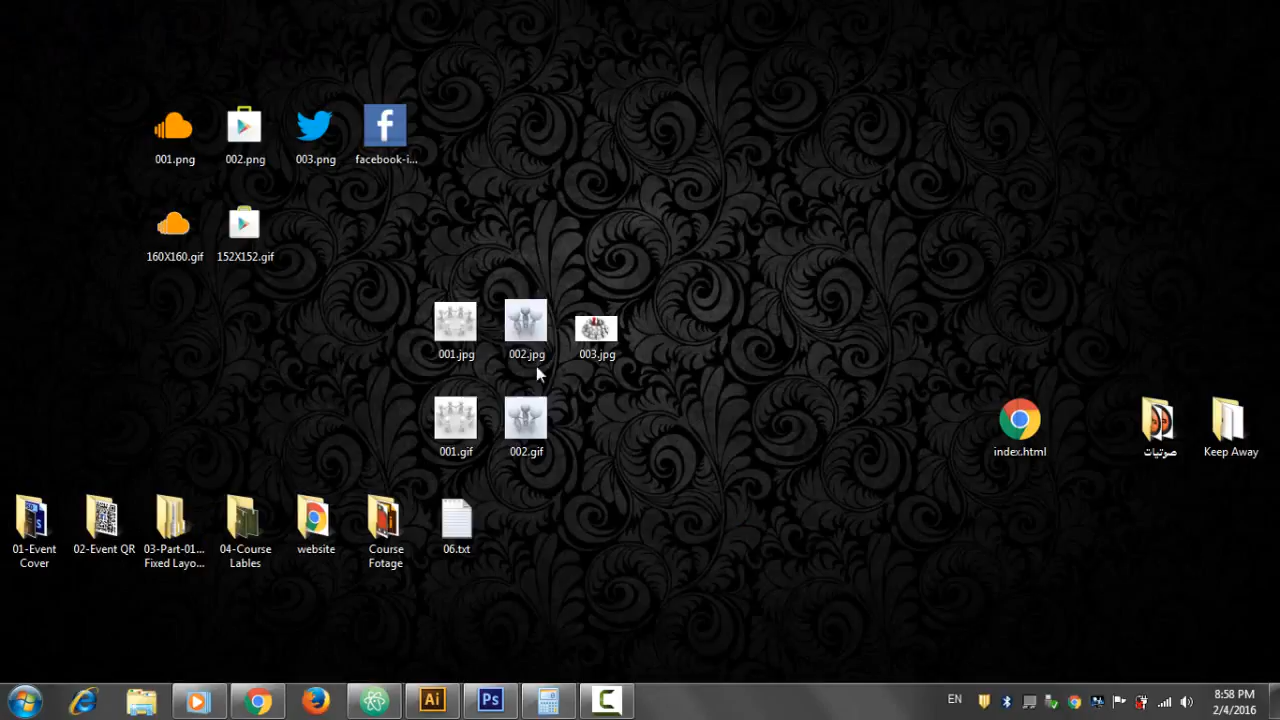 001.png
002.png
003.png
facebook-i...
160X160.gif
152X152.gif
001.jpg
002.jpg
003.jpg
001.gif
002.gif
index.html
صوتيات
Keep Away
01-Event
Cover
02-Event QR
03-Part-01...
Fixed Layo...
04-Course
Lables
website
Course
Fotage
06.txt
Ai
Ps
EN
8:58 PM
2/4/2016